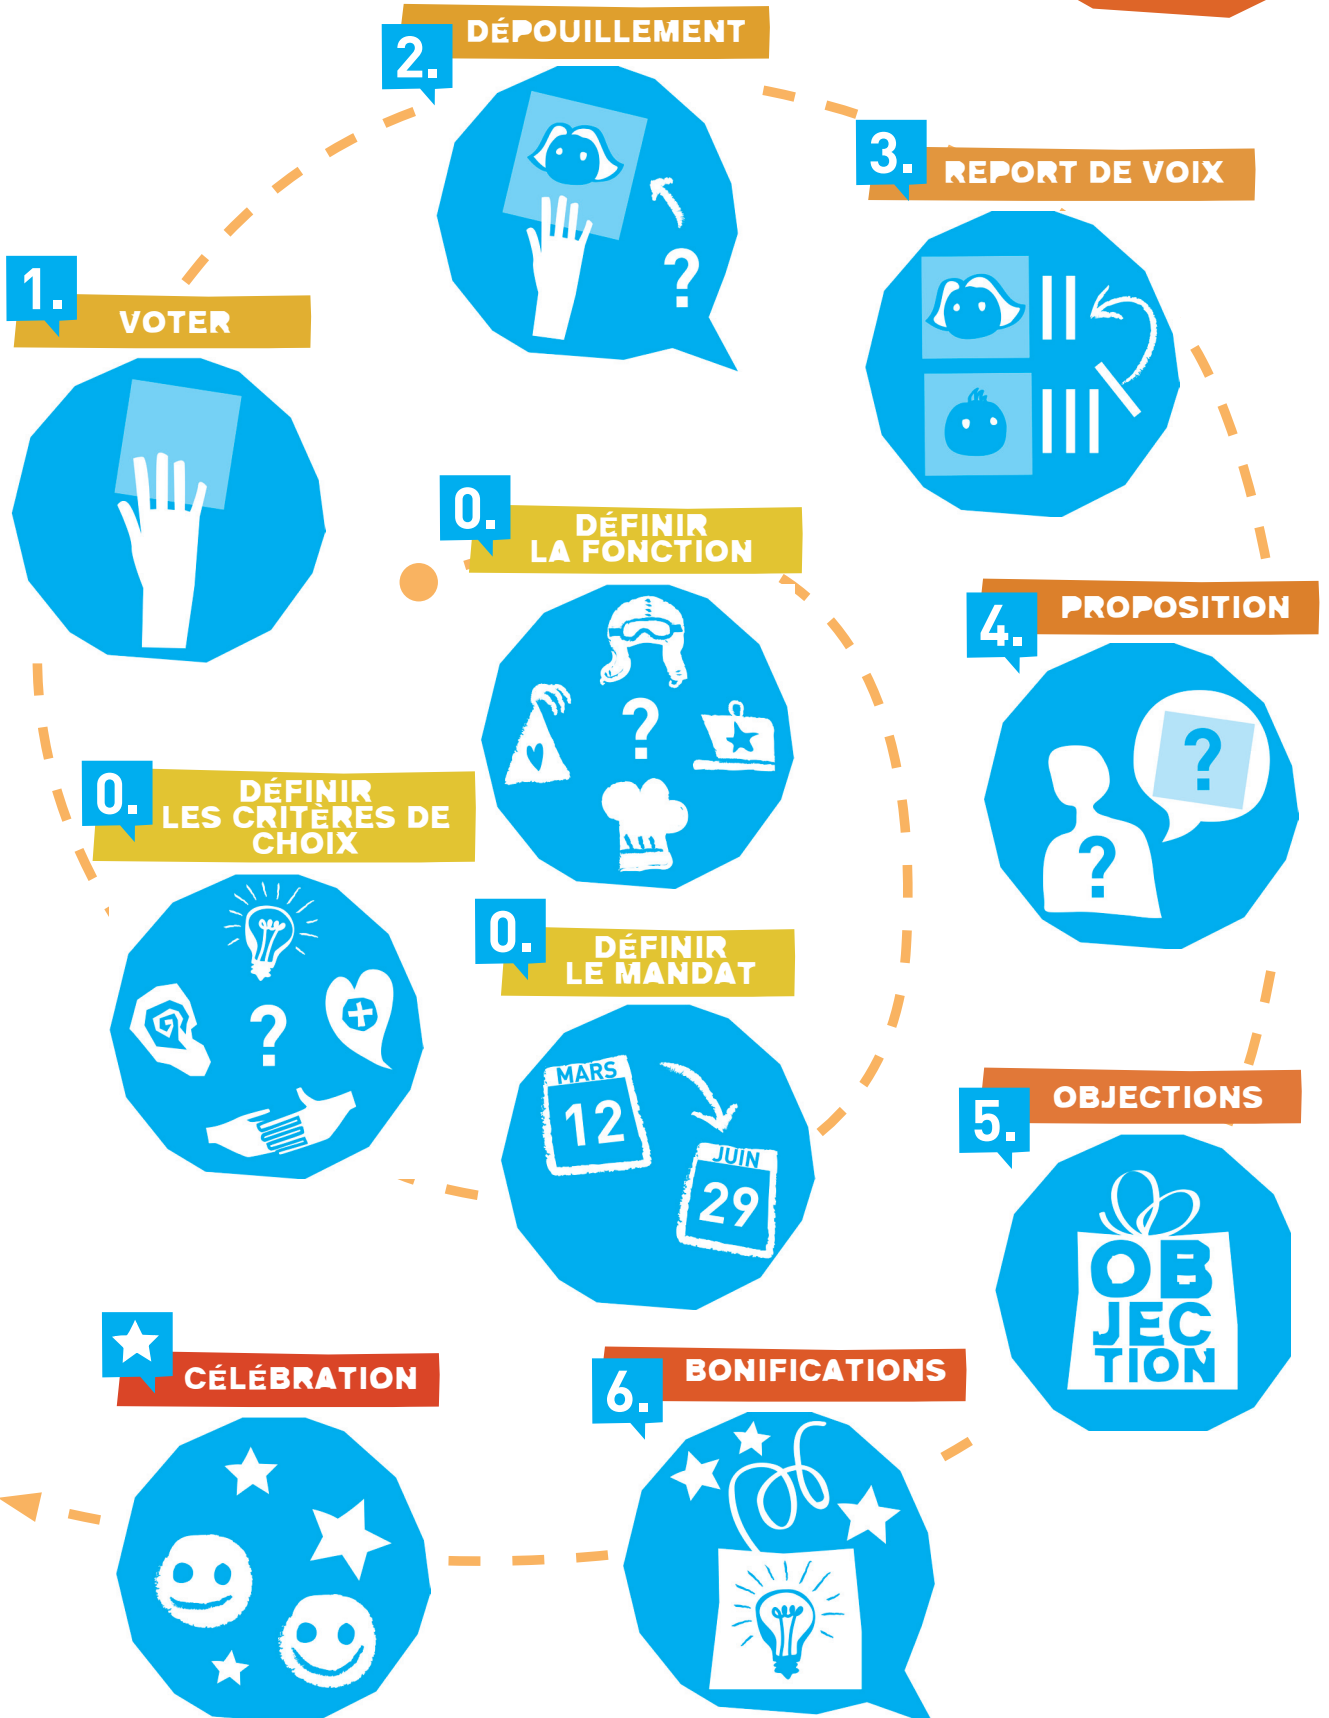 0.
DÉFINIR
LA FONCTION
?
0.
DÉFINIR
LE MANDAT
MARS
12
JUIN
29
0.
DÉFINIR
LES CRITÈRES DE
CHOIX
?
1.
VOTER
2.
DÉPOUILLEMENT
?
3.
REPORT DE VOIX
4.
PROPOSITION
?
?
5.
OBJECTIONS
OB
JEC
TION
6.
BONIFICATIONS
CÉLÉBRATION